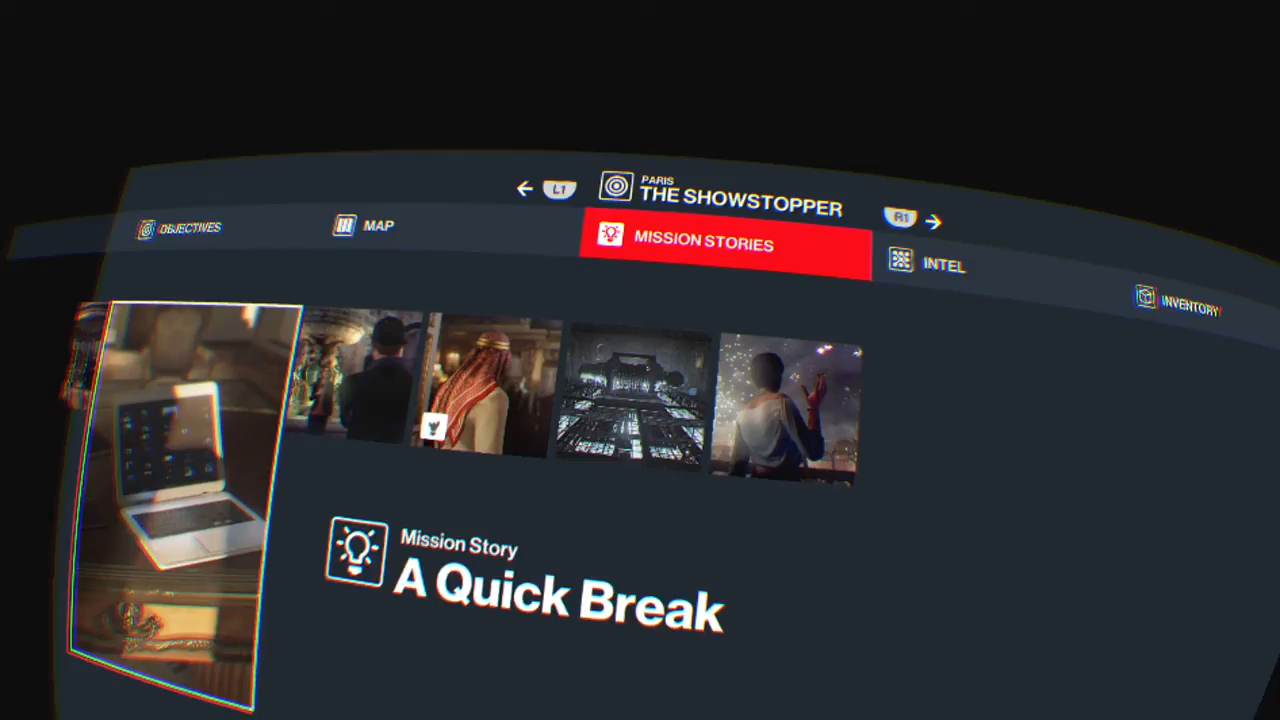 L1
PARIS
THE SHOWSTOPPER
R1
OBJECTIVES
MAP
MISSION STORIES
INTEL
INVENTORY
Mission Story
A Quick Break